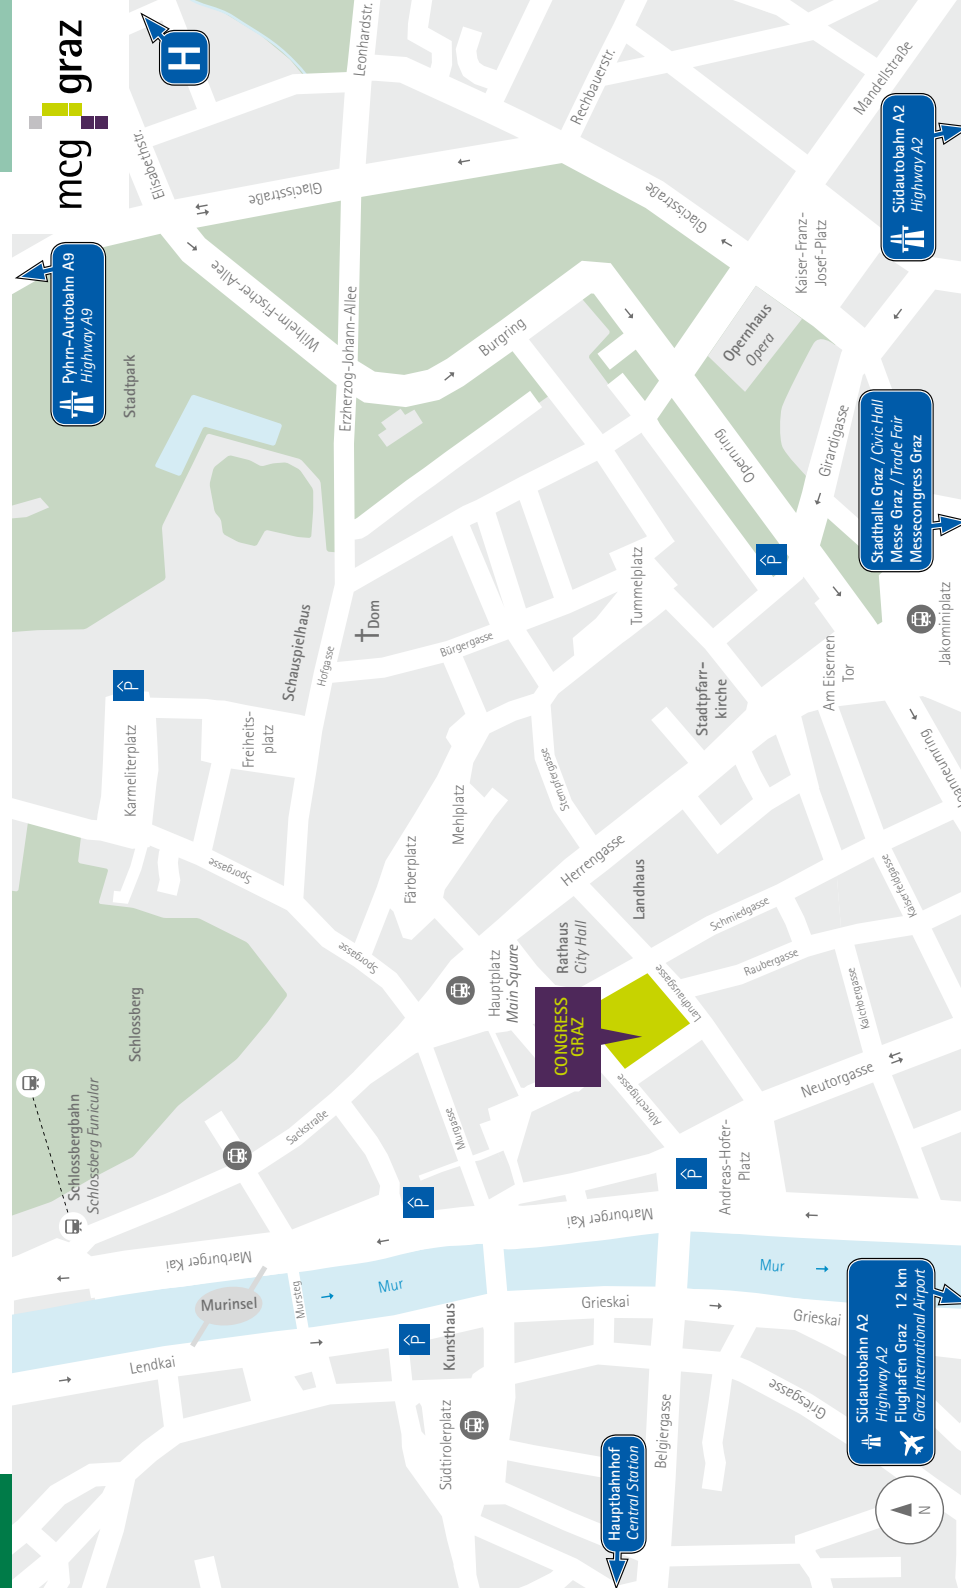 mcg graz
H
Pyhrn-Autobahn A9
Highway A9
Südautobahn A2
Highway A2
Stadthalle Graz / Civic Hall
Messe Graz / Trade Fair
Messecongress Graz
Südautobahn A2
Highway A2
Flughafen Graz 12 km
Graz International Airport
Hauptbahnhof
Central Station
N
Leonhardstr.
Rechbauerstr.
Mandellstraße
Elisabethstr.
Glacisstraße
Glacisstraße
Wilhelm-Fischer-Allee
Erzherzog-Johann-Allee
Burgring
Opernring
Kaiser-Franz-
Josef-Platz
Opernhaus
Opera
Girardigasse
Stadtpark
Schauspielhaus
Hofgasse
Dom
Bürgergasse
Tummelplatz
P
Stadtpfarr-
kirche
Am Eisernen
Tor
Jakominiplatz
Joanneumring
P
Karmeliterplatz
Freiheits-
platz
Sporgasse
Sporgasse
Färberplatz
Mehlplatz
Stempfergasse
Herrengasse
Landhaus
Rathaus
City Hall
Hauptplatz
Main Square
CONGRESS
GRAZ
Landhausgasse
Schmiedgasse
Raubergasse
Kaiserfeldgasse
Kalchbergasse
Neutorgasse
Albrechtgasse
Andreas-Hofer-
Platz
P
Schlossberg
Schlossbergbahn
Schlossberg Funicular
Sackstraße
Murgasse
P
Marburger Kai
Marburger Kai
Murinsel
Mursteg
Mur
Mur
Lendkai
P
Kunsthaus
Grieskai
Grieskai
Südtirolerplatz
Belgiergasse
Griesgasse